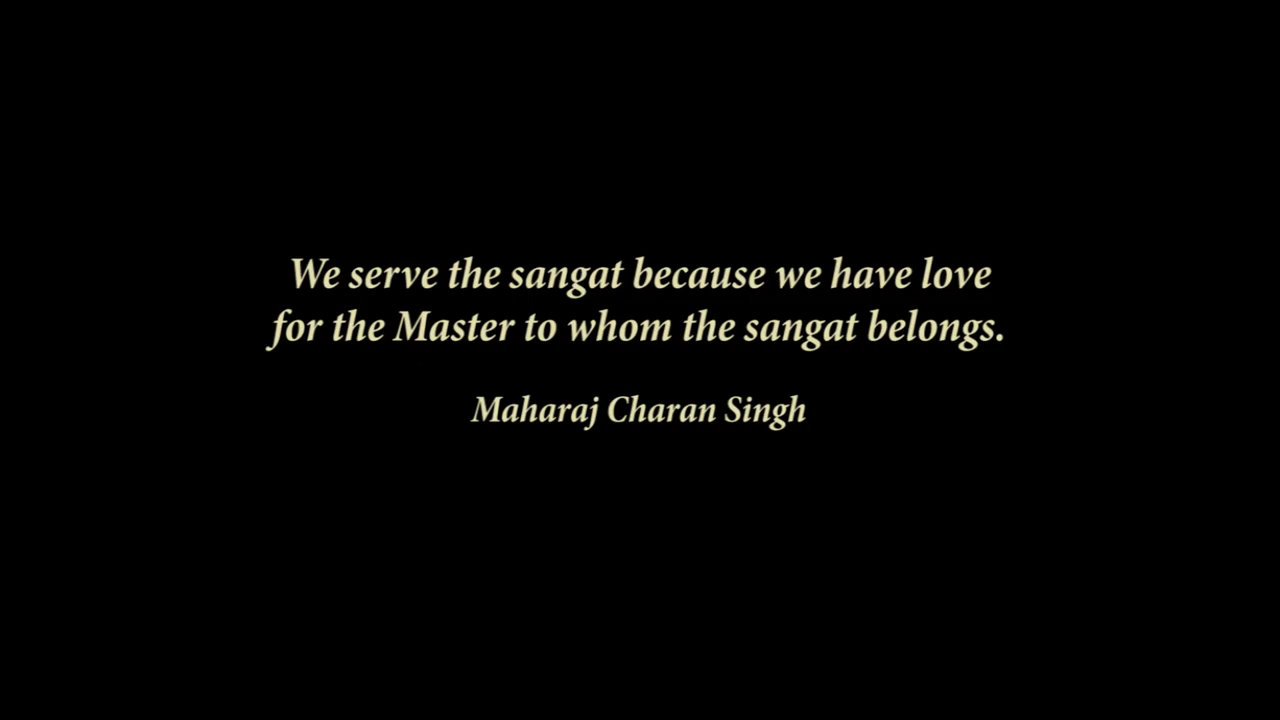 We serve the sangat because we have love
for the Master to whom the sangat belongs.
Maharaj Charan Singh